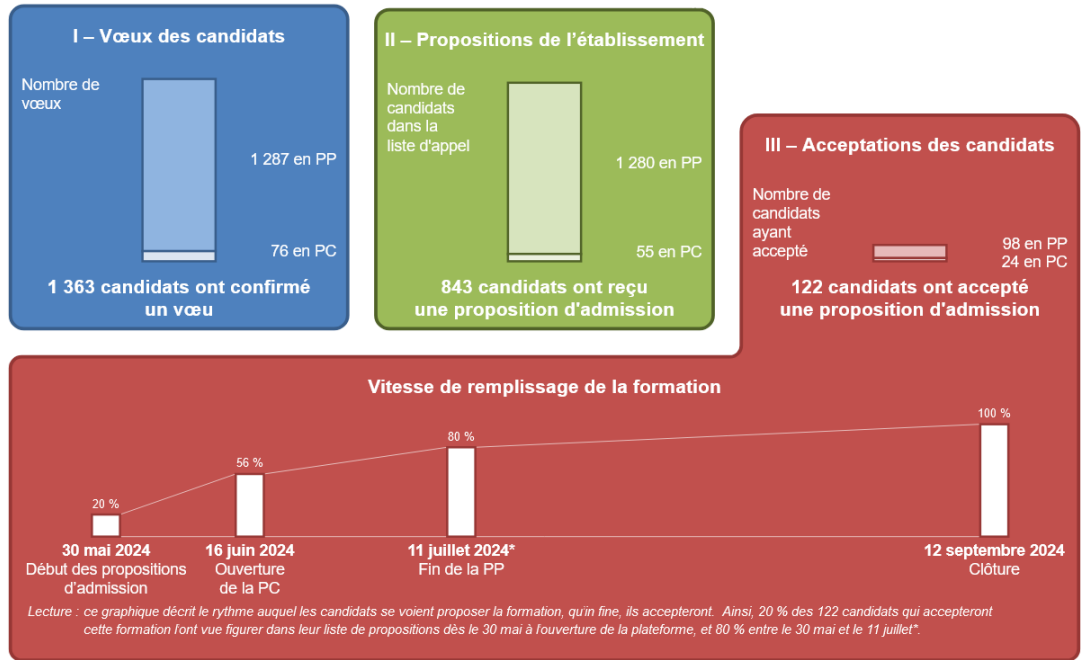 I – Vœux des candidats
Nombre de
vœux
1 287 en PP
76 en PC
1 363 candidats ont confirmé
un vœu
II – Propositions de l'établissement
Nombre de
candidats
dans la
liste d'appel
1 280 en PP
55 en PC
843 candidats ont reçu
une proposition d'admission
III – Acceptations des candidats
Nombre de
candidats
ayant
accepté
98 en PP
24 en PC
122 candidats ont accepté
une proposition d'admission
Vitesse de remplissage de la formation
20 %
56 %
80 %
100 %
30 mai 2024
Début des propositions
d'admission
16 juin 2024
Ouverture
de la PC
11 juillet 2024*
Fin de la PP
12 septembre 2024
Clôture
Lecture : ce graphique décrit le rythme auquel les candidats se voient proposer la formation, qu'in fine, ils accepteront. Ainsi, 20 % des 122 candidats qui accepteront
cette formation l'ont vue figurer dans leur liste de propositions dès le 30 mai à l'ouverture de la plateforme, et 80 % entre le 30 mai et le 11 juillet*.